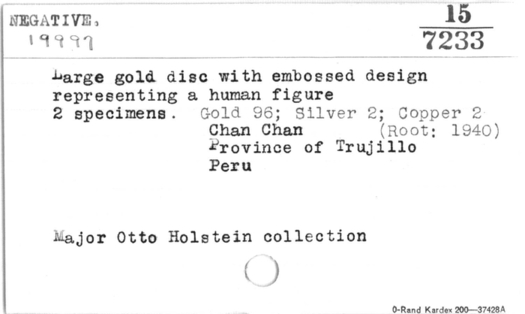 NEGATIVE,
19997
15
7233
Large gold disc with embossed design
representing a human figure
2 specimens. Gold 96; Silver 2; Copper 2
Chan Chan (Root: 1940)
Province of Trujillo
Peru
Major Otto Holstein collection
0-Rand Kardex 200—37428A